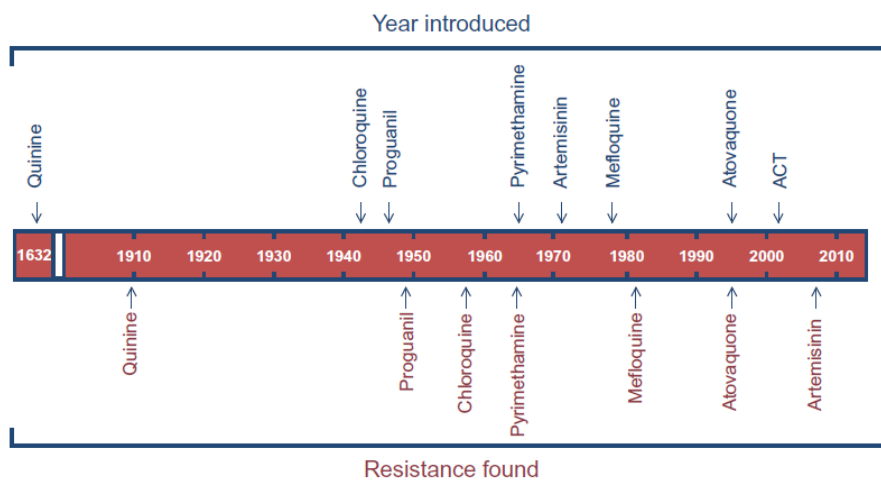 Year introduced
Quinine
Chloroquine
Proguanil
Pyrimethamine
Artemisinin
Mefloquine
Atovaquone
ACT
1632 1910 1920 1930 1940 1950 1960 1970 1980 1990 2000 2010
Quinine
Proguanil
Chloroquine
Pyrimethamine
Mefloquine
Atovaquone
Artemisinin
Resistance found